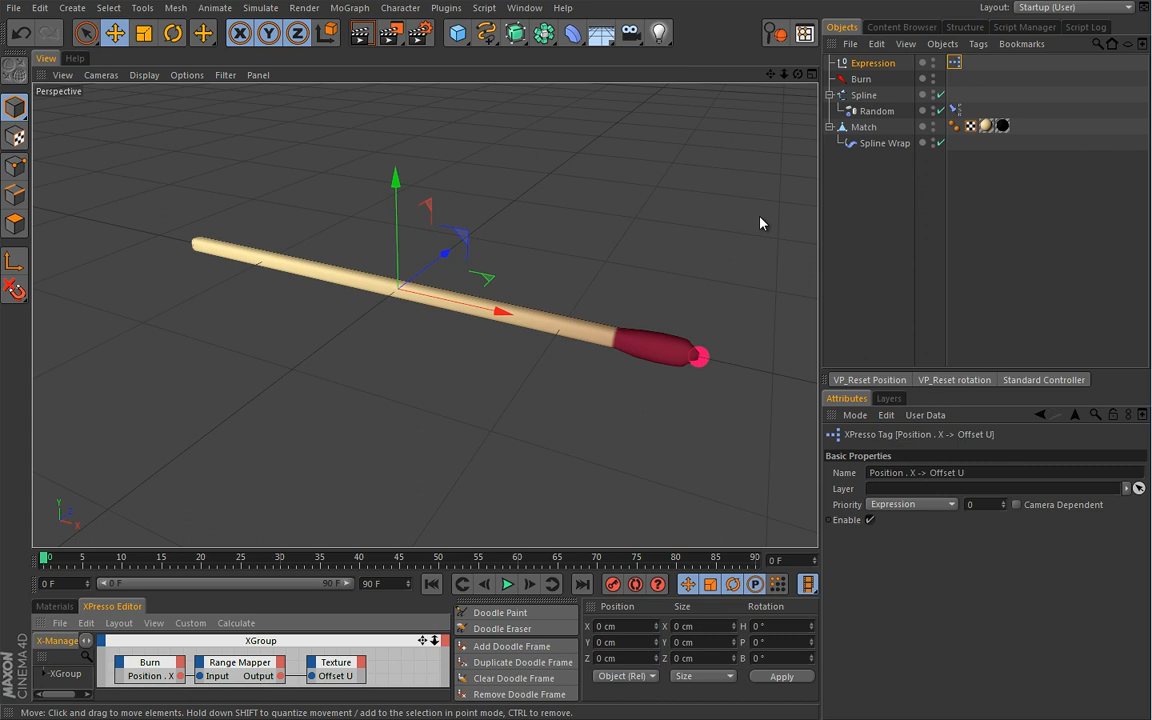 File Edit Create Select Tools Mesh Animate Simulate Render MoGraph Character Plugins Script Window Help
Layout: Startup (User)
X Y Z
Objects Content Browser Structure Script Manager Script Log
View Help
File Edit View Objects Tags Bookmarks
View Cameras Display Options Filter Panel
Perspective
Expression
Burn
Spline
Random
Match
Spline Wrap
VP_Reset Position VP_Reset rotation Standard Controller
Attributes Layers
Mode Edit User Data
XPresso Tag [Position . X -> Offset U]
Basic Properties
Name Position . X -> Offset U
Layer
Priority Expression 0 Camera Dependent
Enable
Y
Z
X
0 5 10 15 20 25 30 35 40 45 50 55 60 65 70 75 80 85 90 0 F
0 F 0 F 90 F 90 F
P
Materials XPresso Editor
File Edit Layout View Custom Calculate
X-Manage
XGroup
XGroup
Burn Range Mapper Texture
Position . X Input Output Offset U
Doodle Paint
Doodle Eraser
Add Doodle Frame
Duplicate Doodle Frame
Clear Doodle Frame
Remove Doodle Frame
Position Size Rotation
X 0 cm X 0 cm H 0 °
Y 0 cm Y 0 cm P 0 °
Z 0 cm Z 0 cm B 0 °
Object (Rel) Size Apply
MAXON
CINEMA 4D
Move: Click and drag to move elements. Hold down SHIFT to quantize movement / add to the selection in point mode, CTRL to remove.